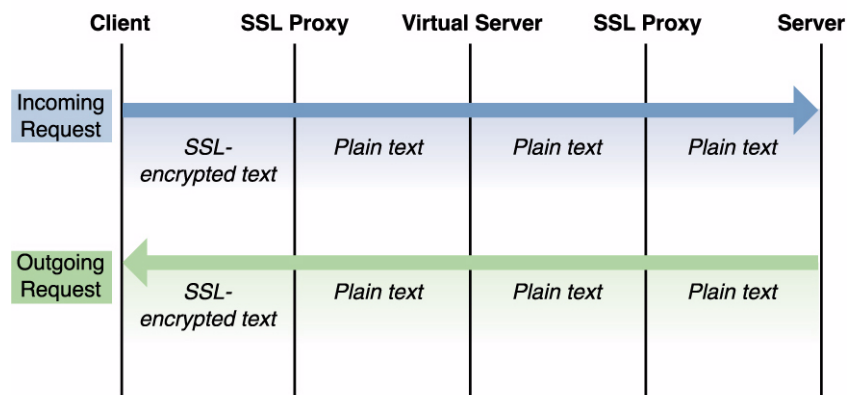 Client SSL Proxy Virtual Server SSL Proxy Server
Incoming
Request
SSL-
encrypted text
Plain text
Plain text
Plain text
Outgoing
Request
SSL-
encrypted text
Plain text
Plain text
Plain text